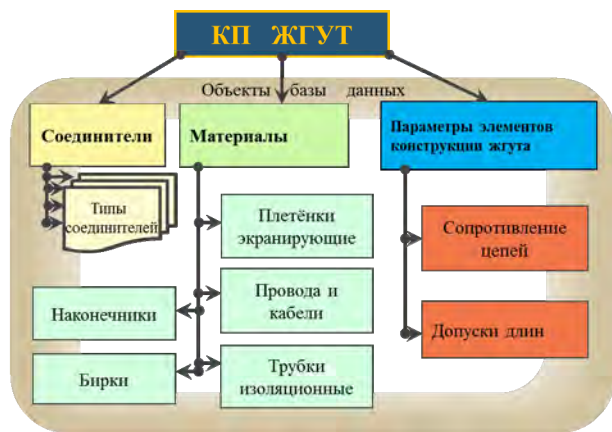 КП ЖГУТ
Объекты базы данных
Соединители
Материалы
Параметры элементов
конструкции жгута
Типы
соединителей
Плетёнки
экранирующие
Сопротивление
цепей
Наконечники
Провода и
кабели
Допуски длин
Бирки
Трубки
изоляционные